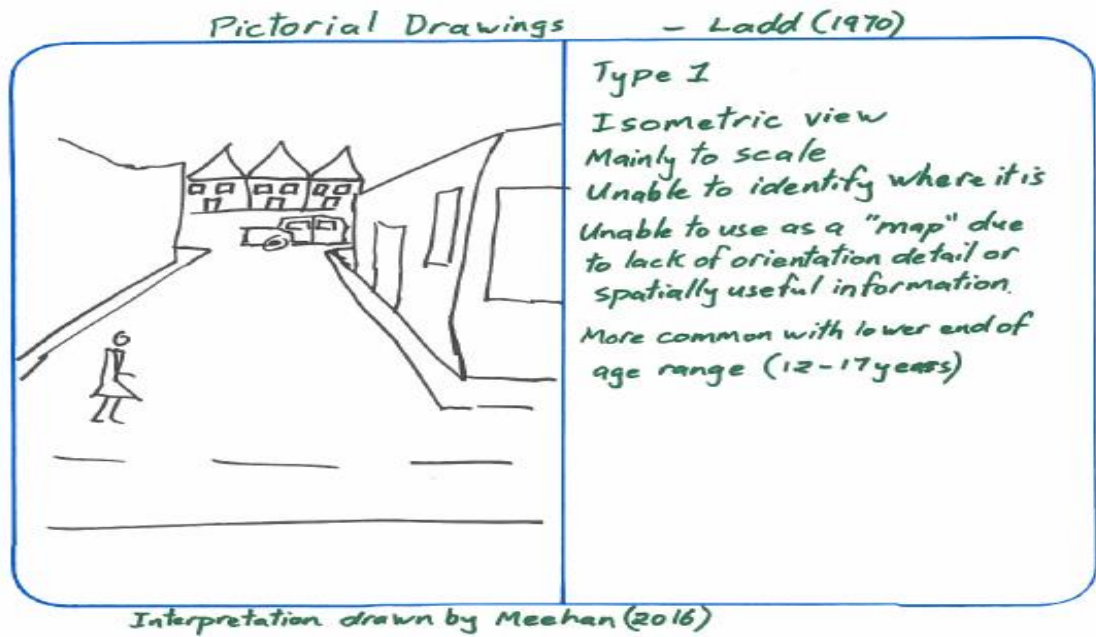 Pictorial Drawings - Ladd (1970)
Type 1
Isometric view
Mainly to scale
Unable to identify where it is
Unable to use as a "map" due
to lack of orientation detail or
spatially useful information.
More common with lower end of
age range (12-17 years)
Interpretation drawn by Meehan (2016)